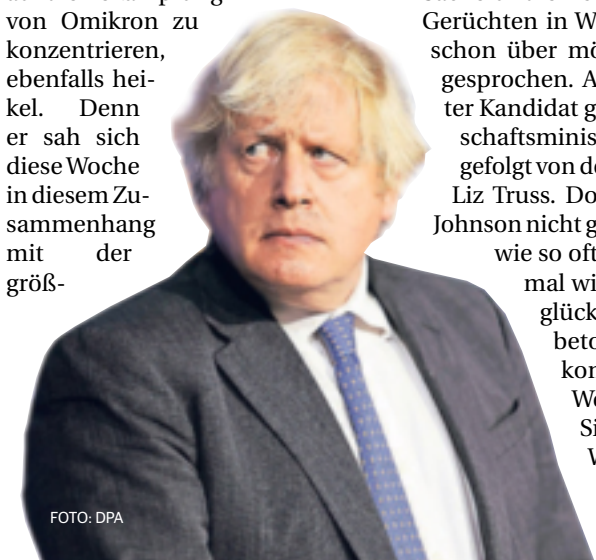 von Omikron zu
konzentrieren,
ebenfalls hei-
kel. Denn
er sah sich
diese Woche
in diesem Zu-
sammenhang
mit der
größ-
Gerüchten in W
schon über mö
gesprochen. A
ter Kandidat g
schaftsminis
gefolgt von de
Liz Truss. Do
Johnson nicht g
wie so oft
mal wi
glück
beto
kon
We
Si
W
FOTO: DPA